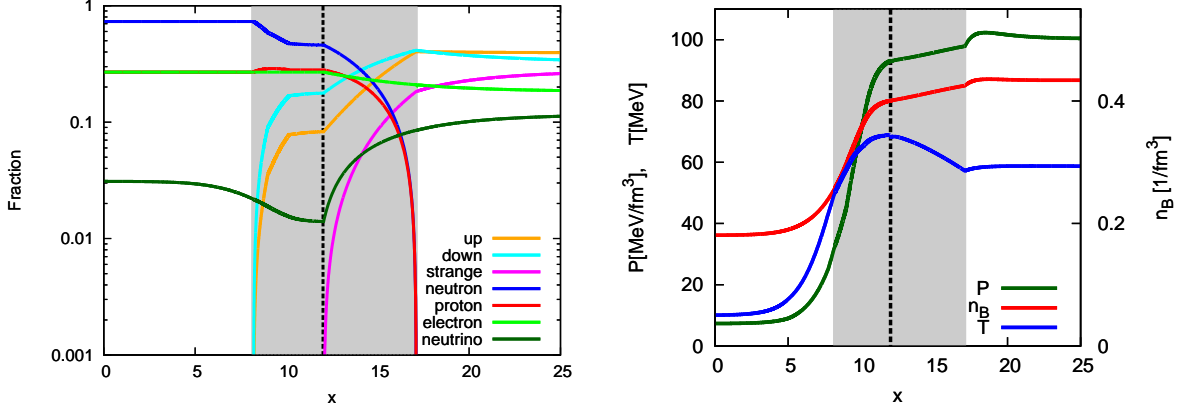 Fraction
1
0.1
0.01
0.001
up
down
strange
neutron
proton
electron
neutrino
0 5 10 15 20 25
x
P[MeV/fm³], T[MeV]
100
80
60
40
20
0
P
n_B
T
0.4
0.2
0
n_B [1/fm³]
0 5 10 15 20 25
x